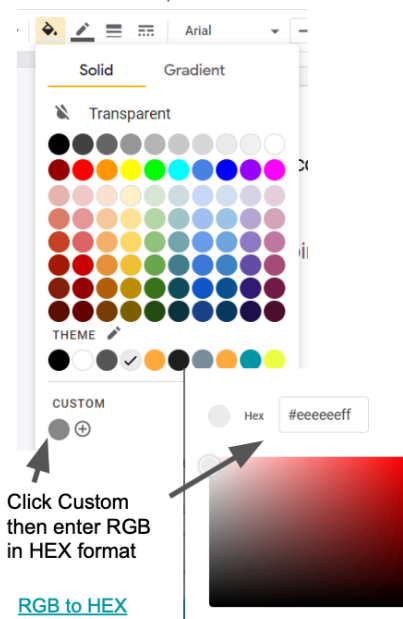 Arial
Solid Gradient
Transparent
THEME
CUSTOM
Hex #eeeeeeff
Click Custom
then enter RGB
in HEX format
RGB to HEX